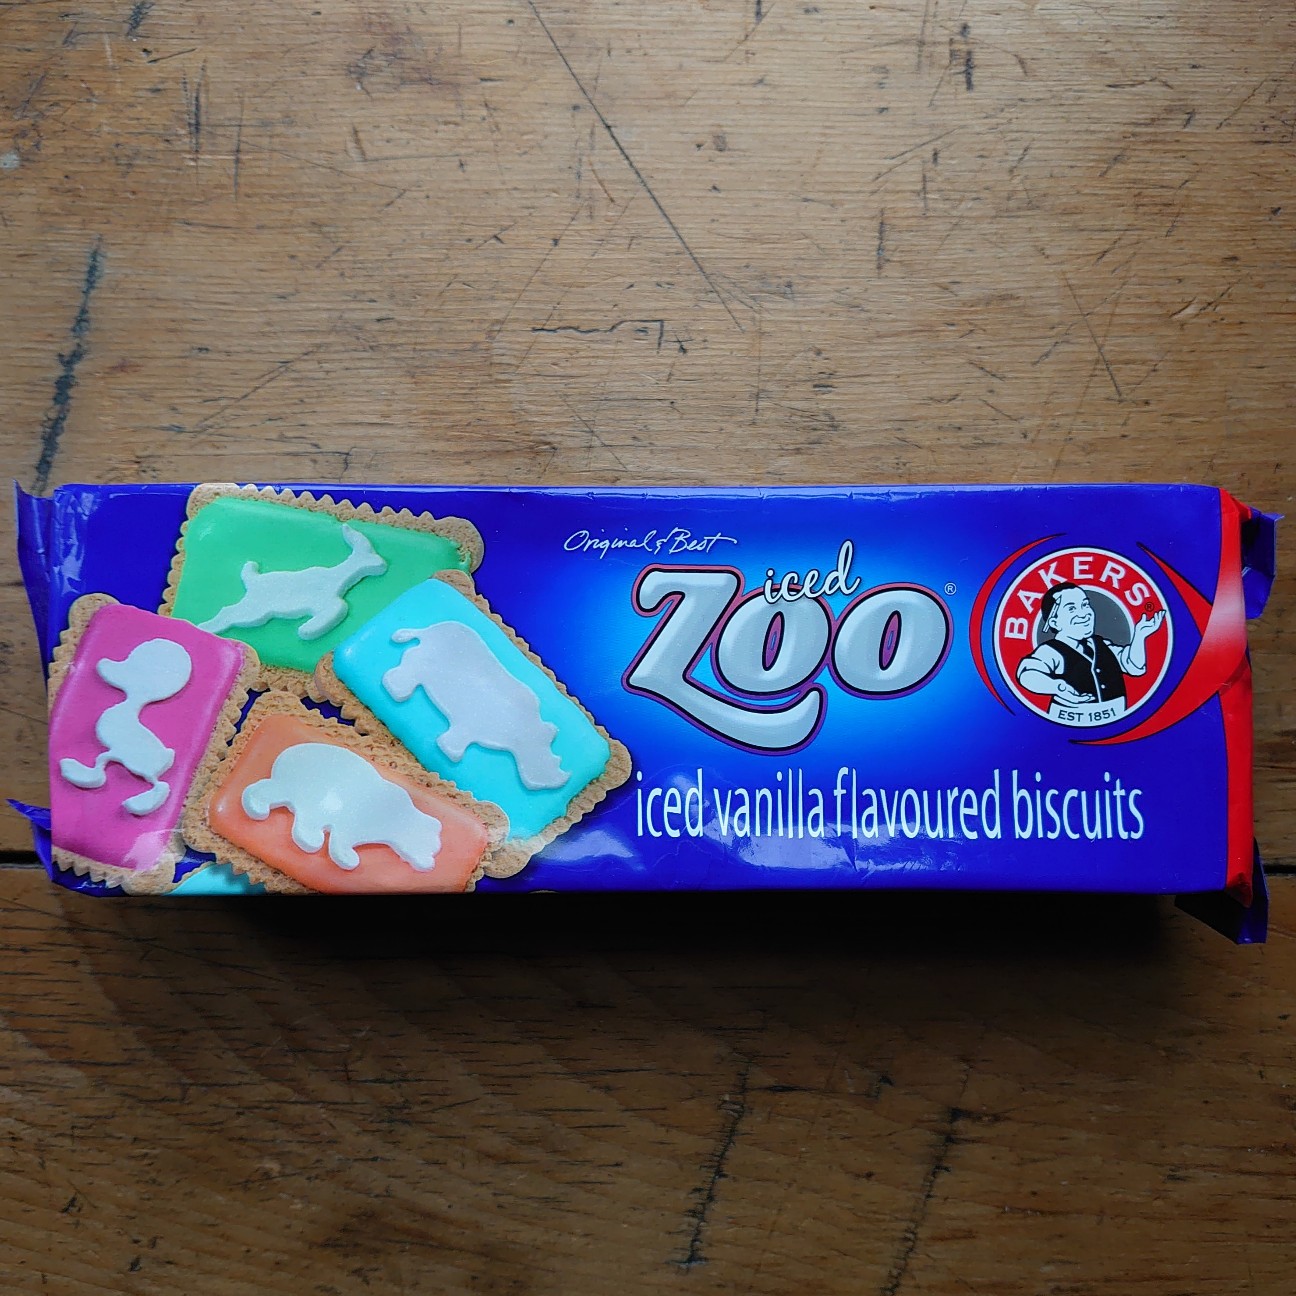 Original & Best
iced
Zoo®
BAKERS®
EST 1851
iced vanilla flavoured biscuits